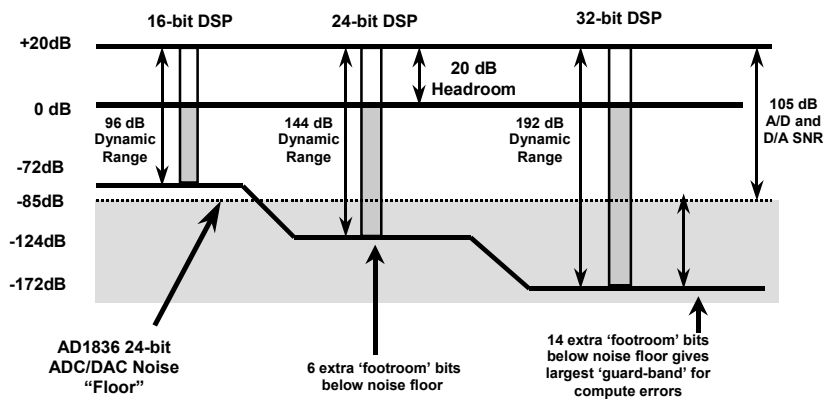 16-bit DSP
24-bit DSP
32-bit DSP
+20dB
20 dB
Headroom
0 dB
96 dB
Dynamic
Range
144 dB
Dynamic
Range
192 dB
Dynamic
Range
105 dB
A/D and
D/A SNR
-72dB
-85dB
-124dB
-172dB
AD1836 24-bit
ADC/DAC Noise
“Floor”
6 extra ‘footroom’ bits
below noise floor
14 extra ‘footroom’ bits
below noise floor gives
largest ‘guard-band’ for
compute errors